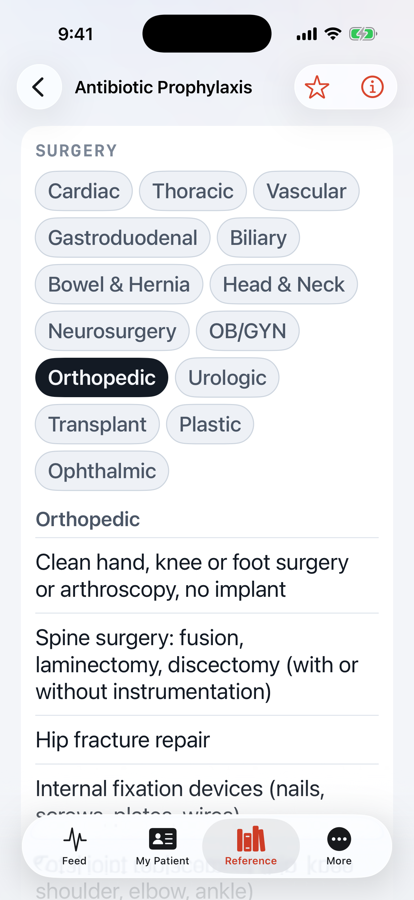 9:41
Antibiotic Prophylaxis
SURGERY
Cardiac
Thoracic
Vascular
Gastroduodenal
Biliary
Bowel & Hernia
Head & Neck
Neurosurgery
OB/GYN
Orthopedic
Urologic
Transplant
Plastic
Ophthalmic
Orthopedic
Clean hand, knee or foot surgery
or arthroscopy, no implant
Spine surgery: fusion,
laminectomy, discectomy (with or
without instrumentation)
Hip fracture repair
Internal fixation devices (nails,
screws, plates, wires)
Feed
My Patient
Reference
More
shoulder, elbow, ankle)